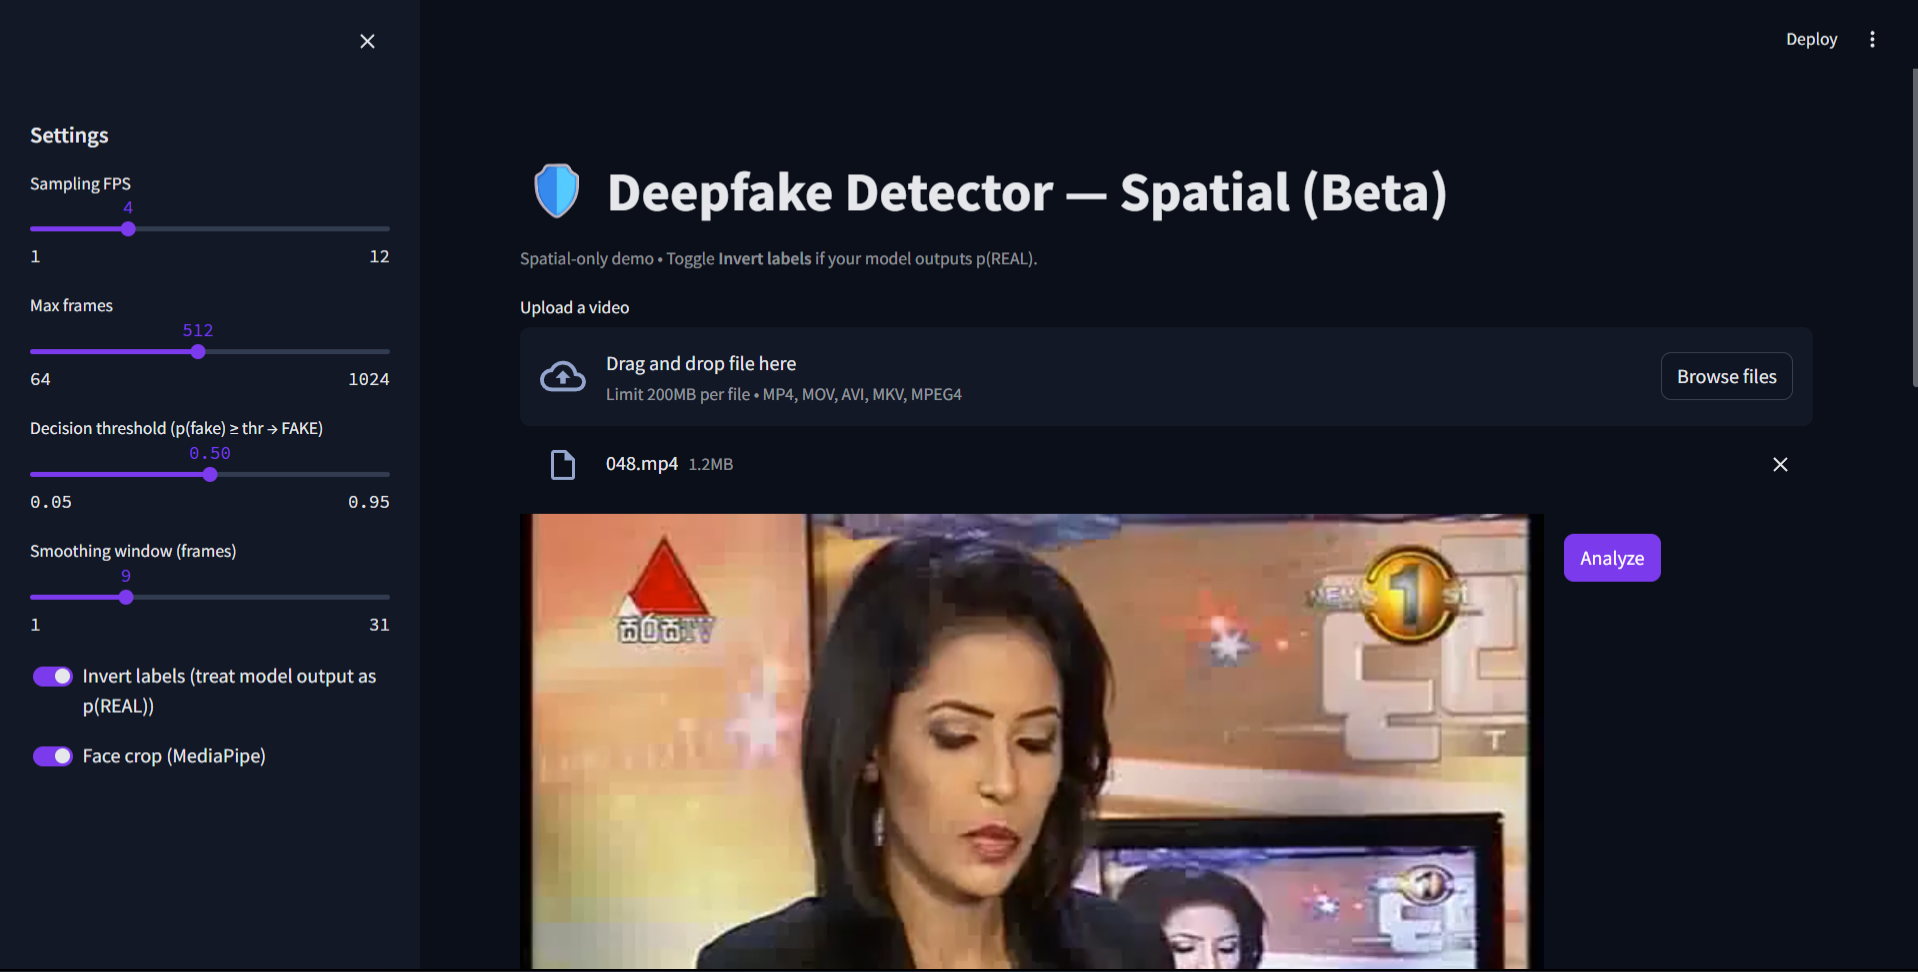 Deploy
Settings
Sampling FPS
4
1
12
Max frames
512
64
1024
Decision threshold (p(fake) ≥ thr → FAKE)
0.50
0.05
0.95
Smoothing window (frames)
9
1
31
Invert labels (treat model output as
p(REAL))
Face crop (MediaPipe)
Deepfake Detector — Spatial (Beta)
Spatial-only demo • Toggle Invert labels if your model outputs p(REAL).
Upload a video
Drag and drop file here
Limit 200MB per file • MP4, MOV, AVI, MKV, MPEG4
Browse files
048.mp4 1.2MB
Analyze
සිරසTV
NEWS 1st